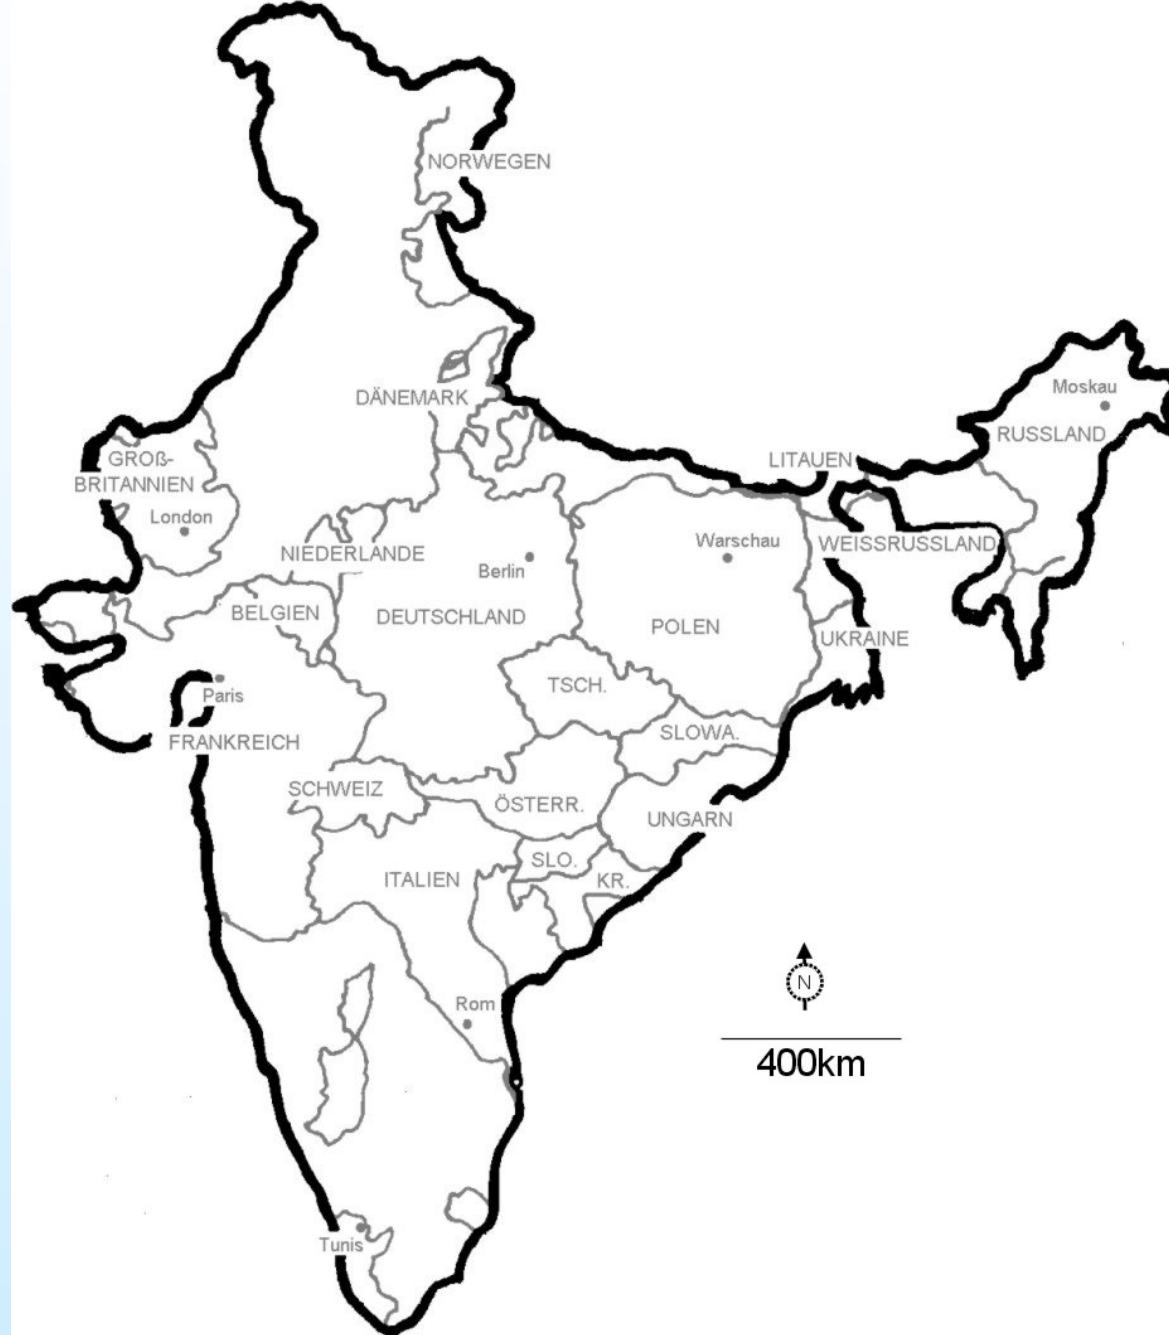 NORWEGEN
Moskau
DÄNEMARK
RUSSLAND
GROß-
BRITANNIEN
LITAUEN
London
Warschau
WEISSRUSSLAND
NIEDERLANDE
Berlin
BELGIEN
DEUTSCHLAND
POLEN
UKRAINE
TSCH.
Paris
SLOWA.
FRANKREICH
SCHWEIZ
ÖSTERR.
UNGARN
SLO.
ITALIEN
KR.
N
Rom
400km
Tunis